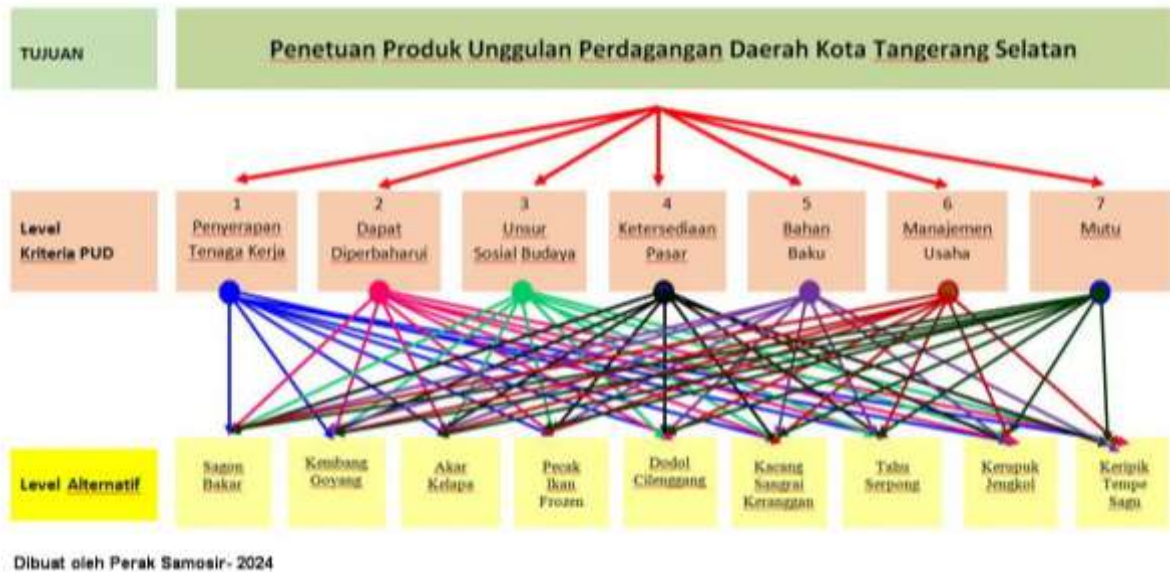 TUJUAN
Penetuan Produk Unggulan Perdagangan Daerah Kota Tangerang Selatan
Level
Kriteria PUD
1
Penyerapan
Tenaga Kerja
2
Dapat
Diperbaharui
3
Unsur
Sosial Budaya
4
Ketersediaan
Pasar
5
Bahan
Baku
6
Manajemen
Usaha
7
Mutu
Level Alternatif
Sagon
Bakar
Kembang
Goyang
Akar
Kelapa
Pecak
Ikan
Frozen
Dodol
Cilenggang
Kacang
Sangrai
Keranggan
Tahu
Serpong
Kerupuk
Jengkol
Keripik
Tempe
Sagu
Dibuat oleh Perak Samosir- 2024